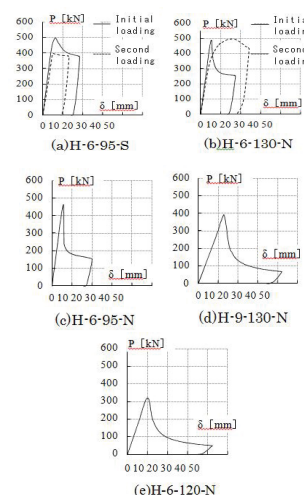 P [kN]
Initial loading
Second loading
600
500
400
300
200
100
0
δ [mm]
0 10 20 30 40 50
(a)H-6-95-S
P [kN]
Initial loading
Second loading
600
500
400
300
200
100
0
δ [mm]
0 10 20 30 40 50
(b)H-6-130-N
P [kN]
600
500
400
300
200
100
0
δ [mm]
0 10 20 30 40 50
(c)H-6-95-N
P [kN]
600
500
400
300
200
100
0
δ [mm]
0 10 20 30 40 50
(d)H-9-130-N
P [kN]
600
500
400
300
200
100
0
δ [mm]
0 10 20 30 40 50
(e)H-6-120-N